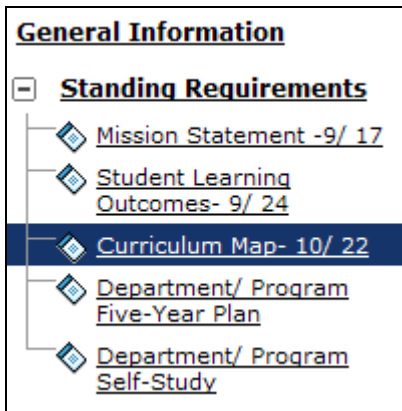 General Information
Standing Requirements
Mission Statement -9/ 17
Student Learning
Outcomes- 9/ 24
Curriculum Map- 10/ 22
Department/ Program
Five-Year Plan
Department/ Program
Self-Study